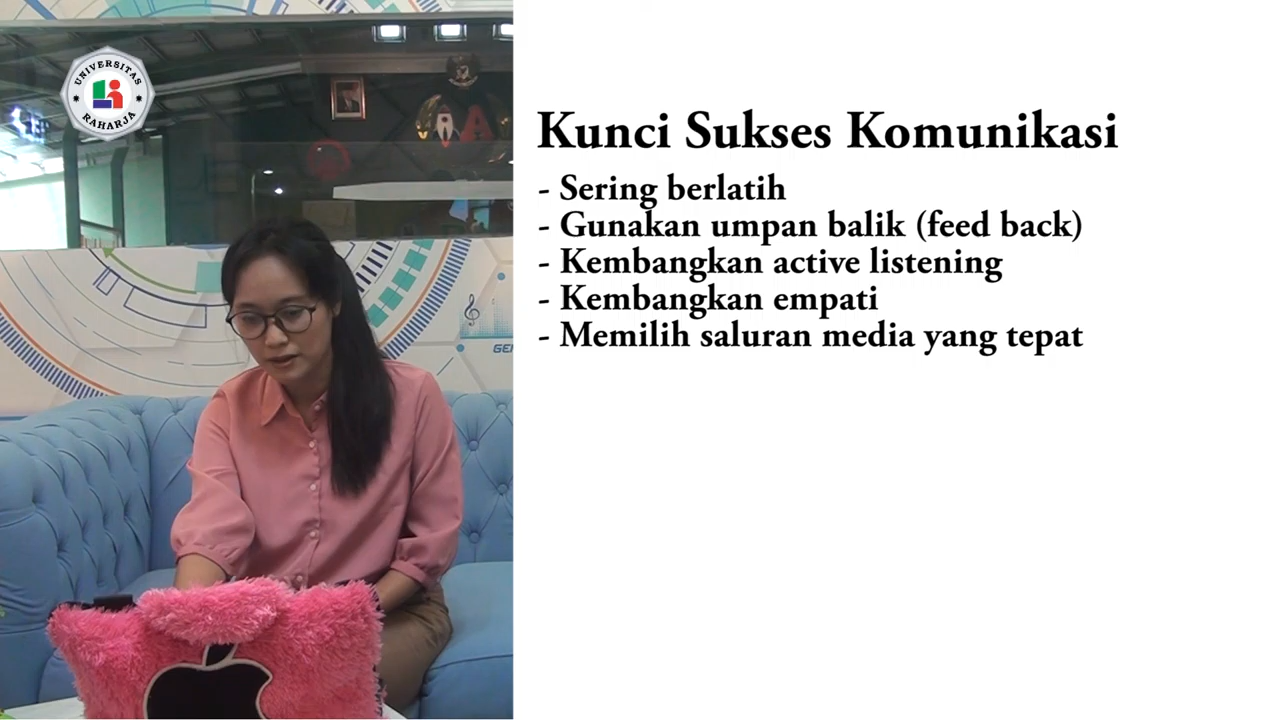 UNIVERSITAS
RAHARJA
A
GEN
Kunci Sukses Komunikasi
- Sering berlatih
- Gunakan umpan balik (feed back)
- Kembangkan active listening
- Kembangkan empati
- Memilih saluran media yang tepat